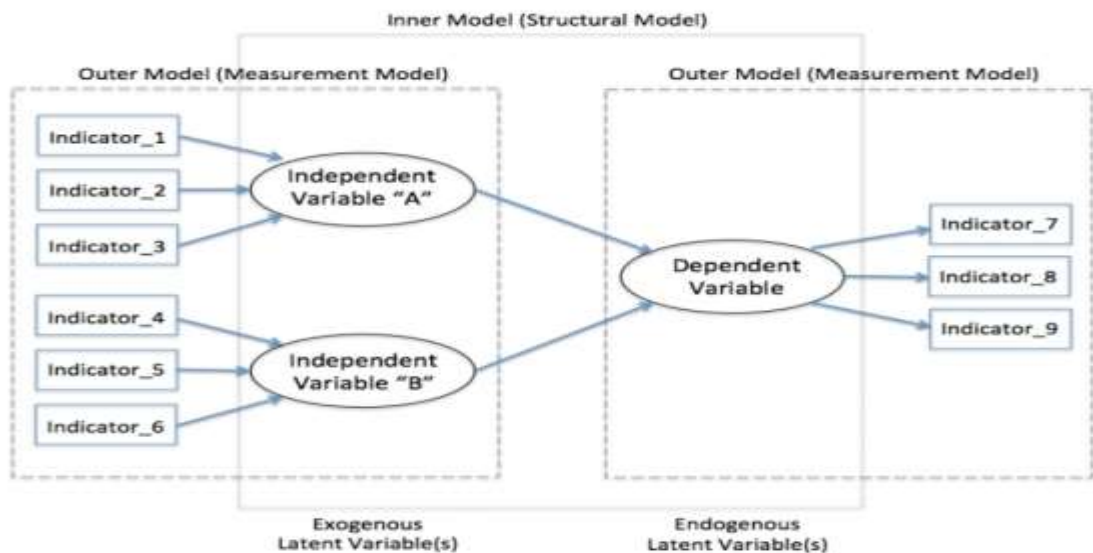 Inner Model (Structural Model)
Outer Model (Measurement Model)
Outer Model (Measurement Model)
Indicator_1
Indicator_2
Indicator_3
Independent
Variable “A”
Indicator_4
Indicator_5
Indicator_6
Independent
Variable “B”
Dependent
Variable
Indicator_7
Indicator_8
Indicator_9
Exogenous
Latent Variable(s)
Endogenous
Latent Variable(s)